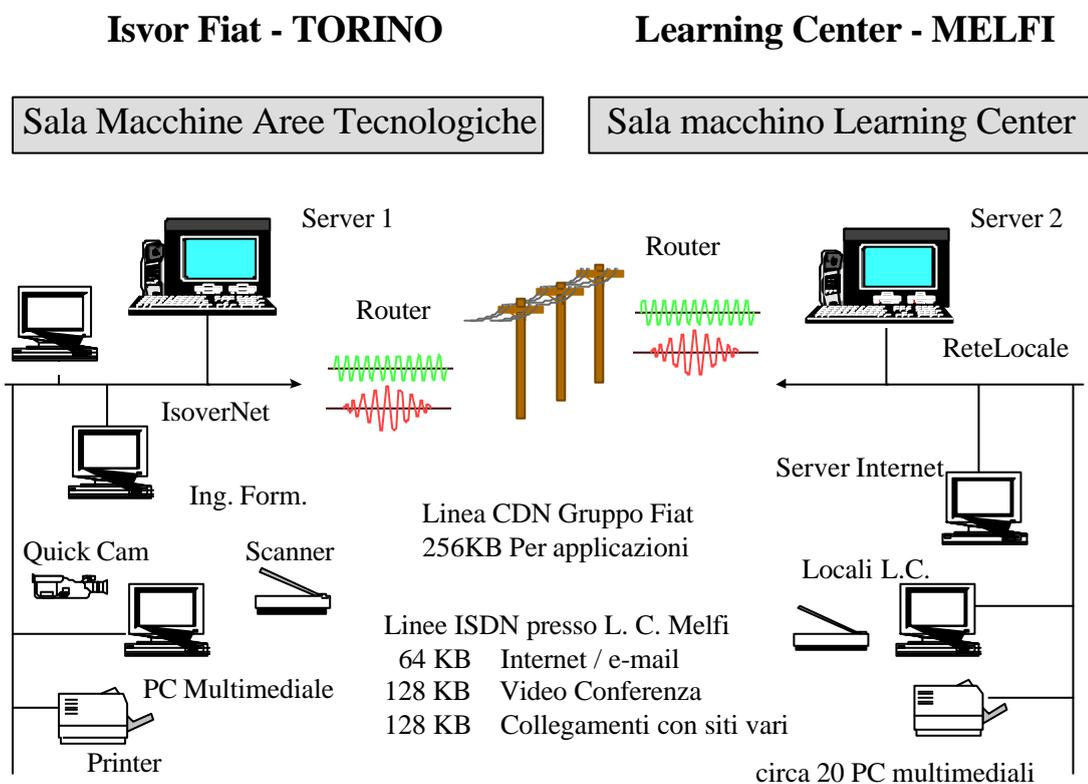 Isvor Fiat - TORINO
Learning Center - MELFI
Sala Macchine Aree Tecnologiche
Sala macchino Learning Center
Server 1
Server 2
Router
Router
ReteLocale
IsoverNet
Server Internet
Ing. Form.
Linea CDN Gruppo Fiat
256KB Per applicazioni
Quick Cam
Scanner
Locali L.C.
Linee ISDN presso L. C. Melfi
64 KB Internet / e-mail
128 KB Video Conferenza
128 KB Collegamenti con siti vari
PC Multimediale
Printer
circa 20 PC multimediali